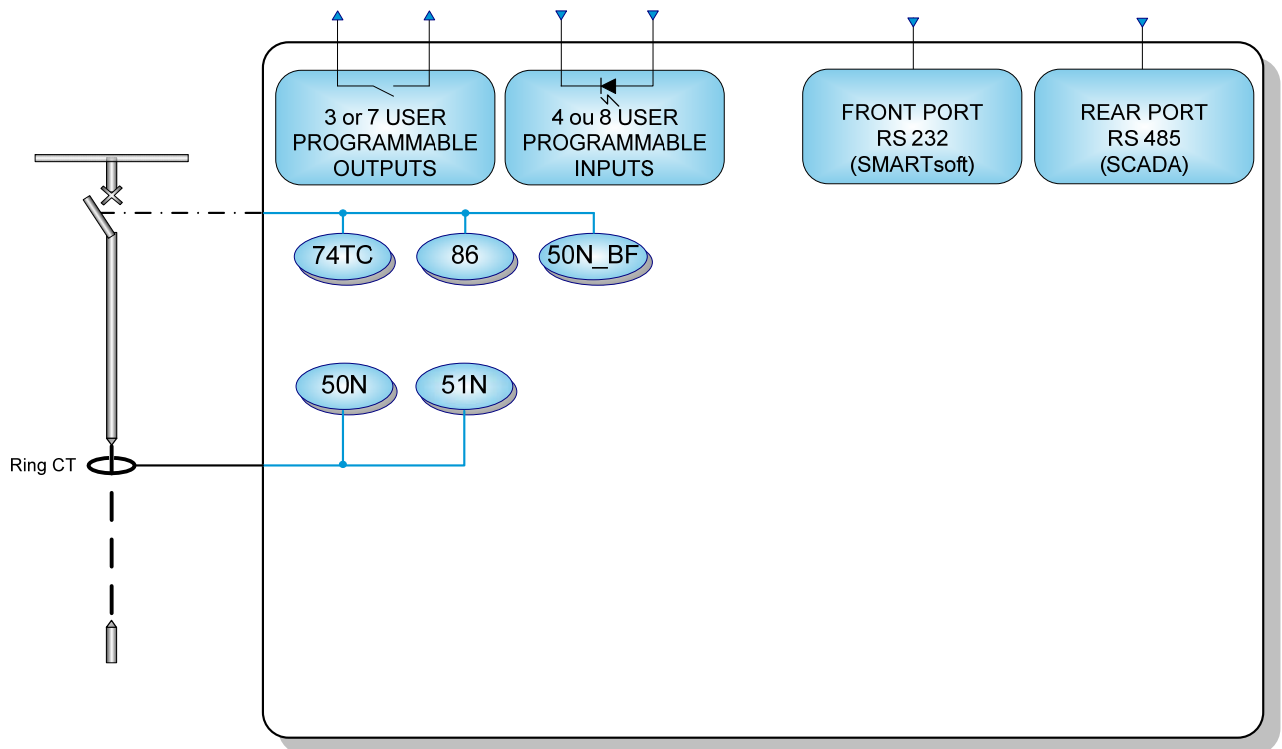 3 or 7 USER
PROGRAMMABLE
OUTPUTS
4 ou 8 USER
PROGRAMMABLE
INPUTS
FRONT PORT
RS 232
(SMARTsoft)
REAR PORT
RS 485
(SCADA)
74TC
86
50N_BF
50N
51N
Ring CT